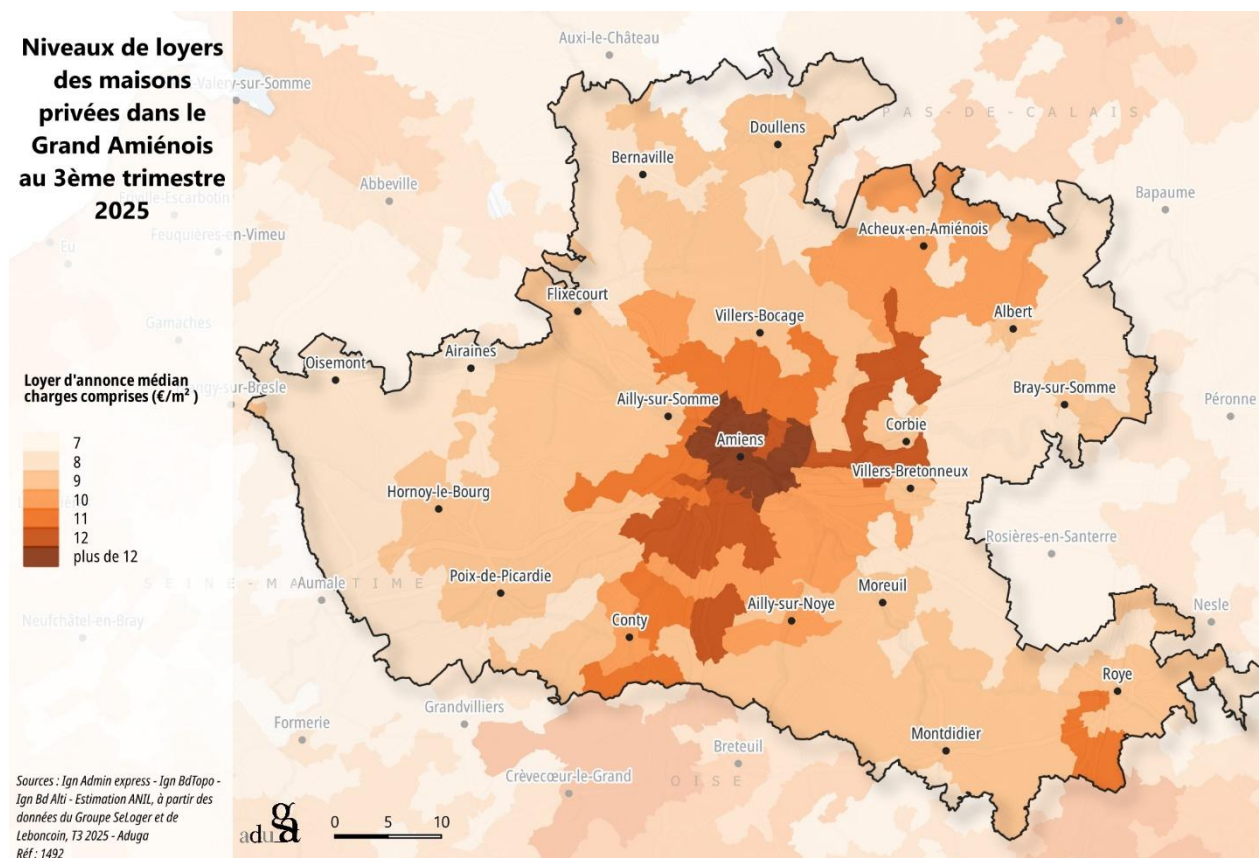 Niveaux de loyers
des maisons
privées dans le
Grand Amiénois
au 3ème trimestre
2025
Auxi-le-Château
Valery-sur-Somme
PAS-DE-CALAIS
Doullens
Bernaville
Abbeville
Bapaume
Feuquières-en-Vimeu
Eu
Acheux-en-Amiénois
Flixecourt
Villers-Bocage
Albert
Gamaches
Airaines
Oisemont
Loyer d'annonce médian
charges comprises (€/m²)
Bray-sur-Somme
Péronne
Ailly-sur-Somme
Corbie
Amiens
7
8
9
10
11
12
plus de 12
Villers-Bretonneux
Hornoy-le-Bourg
Rosières-en-Santerre
SEINE-MARITIME
Aumale
Poix-de-Picardie
Moreuil
Ailly-sur-Noye
Nesle
Neufchâtel-en-Bray
Conty
Roye
Grandvilliers
Formerie
Montdidier
Breteuil
Crèvecœur-le-Grand
OISE
Sources : Ign Admin express - Ign BdTopo -
Ign Bd Alti - Estimation ANIL, à partir des
données du Groupe SeLoger et de
Leboncoin, T3 2025 - Aduga
Réf : 1492
aduga
0 5 10